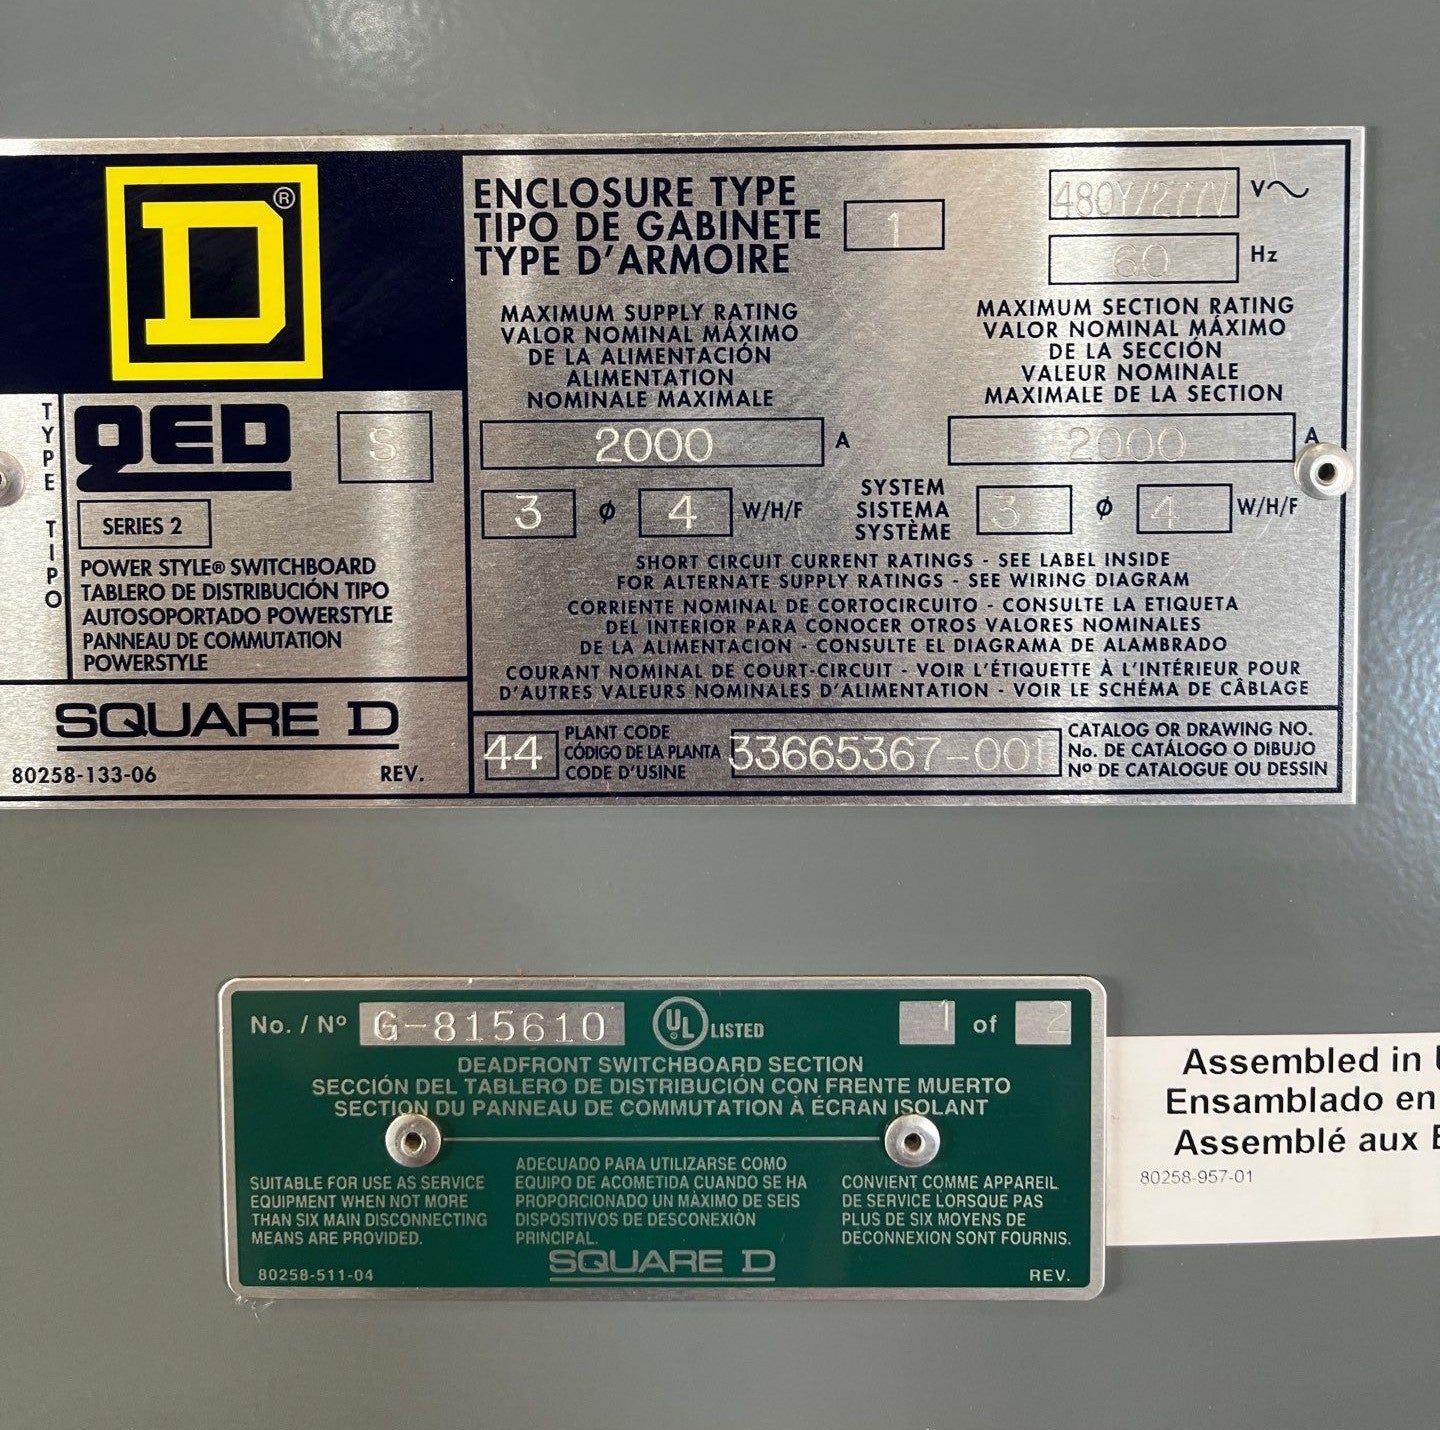 D®
TYPE TIPO
QED S
SERIES 2
POWER STYLE® SWITCHBOARD
TABLERO DE DISTRIBUCIÓN TIPO
AUTOSOPORTADO POWERSTYLE
PANNEAU DE COMMUTATION
POWERSTYLE
SQUARE D
80258-133-06 REV.
ENCLOSURE TYPE
TIPO DE GABINETE
TYPE D'ARMOIRE
1
480Y/277V V~
60 Hz
MAXIMUM SUPPLY RATING
VALOR NOMINAL MÁXIMO
DE LA ALIMENTACIÓN
ALIMENTATION
NOMINALE MAXIMALE
MAXIMUM SECTION RATING
VALOR NOMINAL MÁXIMO
DE LA SECCIÓN
VALEUR NOMINALE
MAXIMALE DE LA SECTION
2000 A
2000 A
3 ø 4 W/H/F
SYSTEM
SISTEMA
SYSTÈME
3 ø 4 W/H/F
SHORT CIRCUIT CURRENT RATINGS - SEE LABEL INSIDE
FOR ALTERNATE SUPPLY RATINGS - SEE WIRING DIAGRAM
CORRIENTE NOMINAL DE CORTOCIRCUITO - CONSULTE LA ETIQUETA
DEL INTERIOR PARA CONOCER OTROS VALORES NOMINALES
DE LA ALIMENTACION - CONSULTE EL DIAGRAMA DE ALAMBRADO
COURANT NOMINAL DE COURT-CIRCUIT - VOIR L'ÉTIQUETTE À L'INTÉRIEUR POUR
D'AUTRES VALEURS NOMINALES D'ALIMENTATION - VOIR LE SCHÉMA DE CÂBLAGE
44
PLANT CODE
CÓDIGO DE LA PLANTA
CODE D'USINE
33665367-001
CATALOG OR DRAWING NO.
No. DE CATÁLOGO O DIBUJO
Nº DE CATALOGUE OU DESSIN
No. / Nº G-815610 UL LISTED 1 of 2
DEADFRONT SWITCHBOARD SECTION
SECCIÓN DEL TABLERO DE DISTRIBUCIÓN CON FRENTE MUERTO
SECTION DU PANNEAU DE COMMUTATION À ÉCRAN ISOLANT
SUITABLE FOR USE AS SERVICE
EQUIPMENT WHEN NOT MORE
THAN SIX MAIN DISCONNECTING
MEANS ARE PROVIDED.
ADECUADO PARA UTILIZARSE COMO
EQUIPO DE ACOMETIDA CUANDO SE HA
PROPORCIONADO UN MÀXIMO DE SEIS
DISPOSITIVOS DE DESCONEXIÒN
PRINCIPAL.
CONVIENT COMME APPAREIL
DE SERVICE LORSQUE PAS
PLUS DE SIX MOYENS DE
DECONNEXION SONT FOURNIS.
SQUARE D
80258-511-04 REV.
Assembled in
Ensamblado en
Assemblé aux
80258-957-01